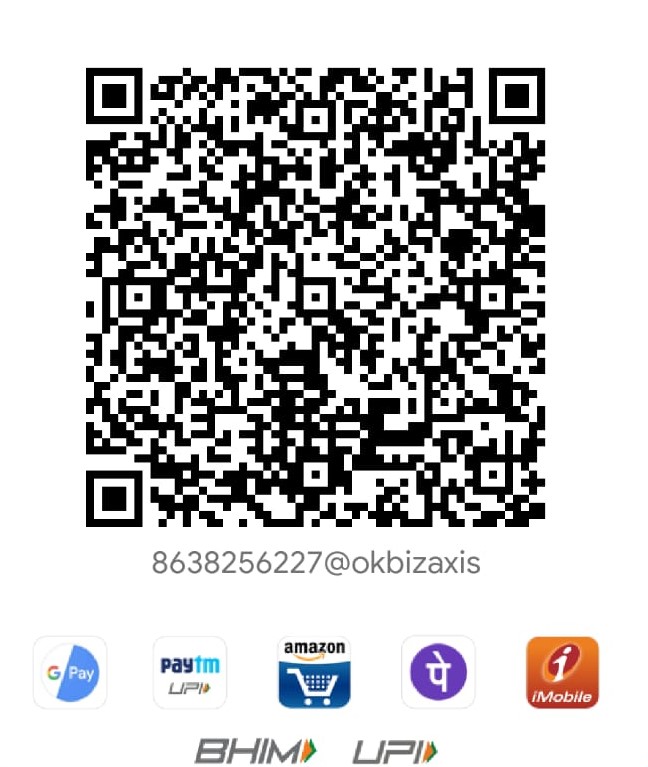 8638256227@okbizaxis
G Pay
paytm
UPI
amazon
पे
i
iMobile
BHIM UPI